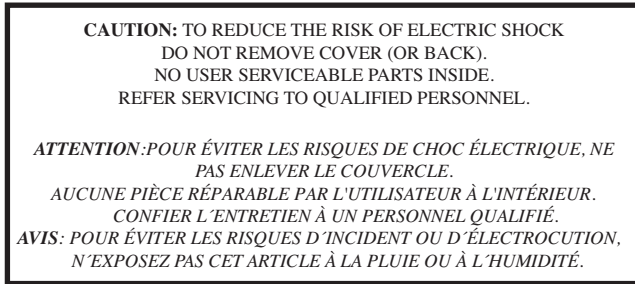 CAUTION: TO REDUCE THE RISK OF ELECTRIC SHOCK
DO NOT REMOVE COVER (OR BACK).
NO USER SERVICEABLE PARTS INSIDE.
REFER SERVICING TO QUALIFIED PERSONNEL.
ATTENTION:POUR ÉVITER LES RISQUES DE CHOC ÉLECTRIQUE, NE
PAS ENLEVER LE COUVERCLE.
AUCUNE PIÈCE RÉPARABLE PAR L'UTILISATEUR À L'INTÉRIEUR.
CONFIER L´ENTRETIEN À UN PERSONNEL QUALIFIÉ.
AVIS: POUR ÉVITER LES RISQUES D´INCIDENT OU D´ÉLECTROCUTION,
N´EXPOSEZ PAS CET ARTICLE À LA PLUIE OU À L´HUMIDITÉ.